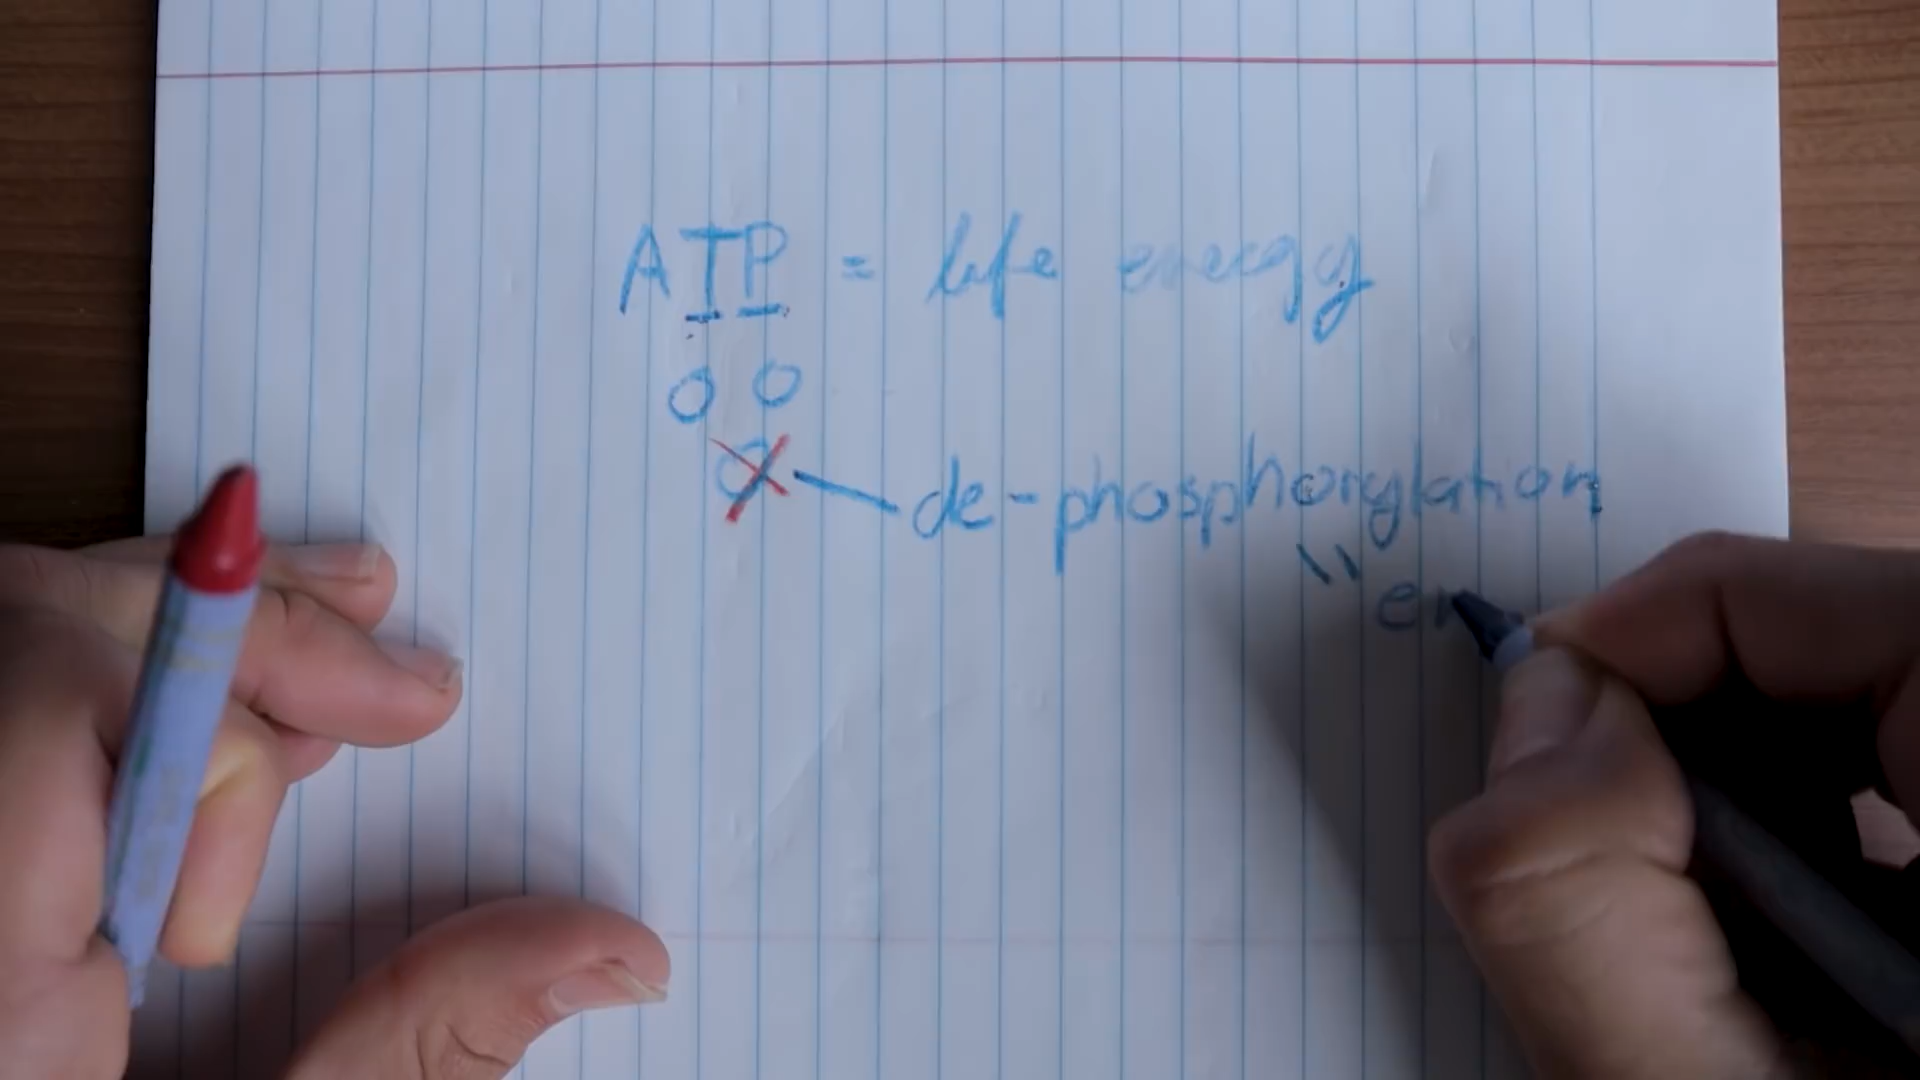 ATP = life energy
de-phosphorylation